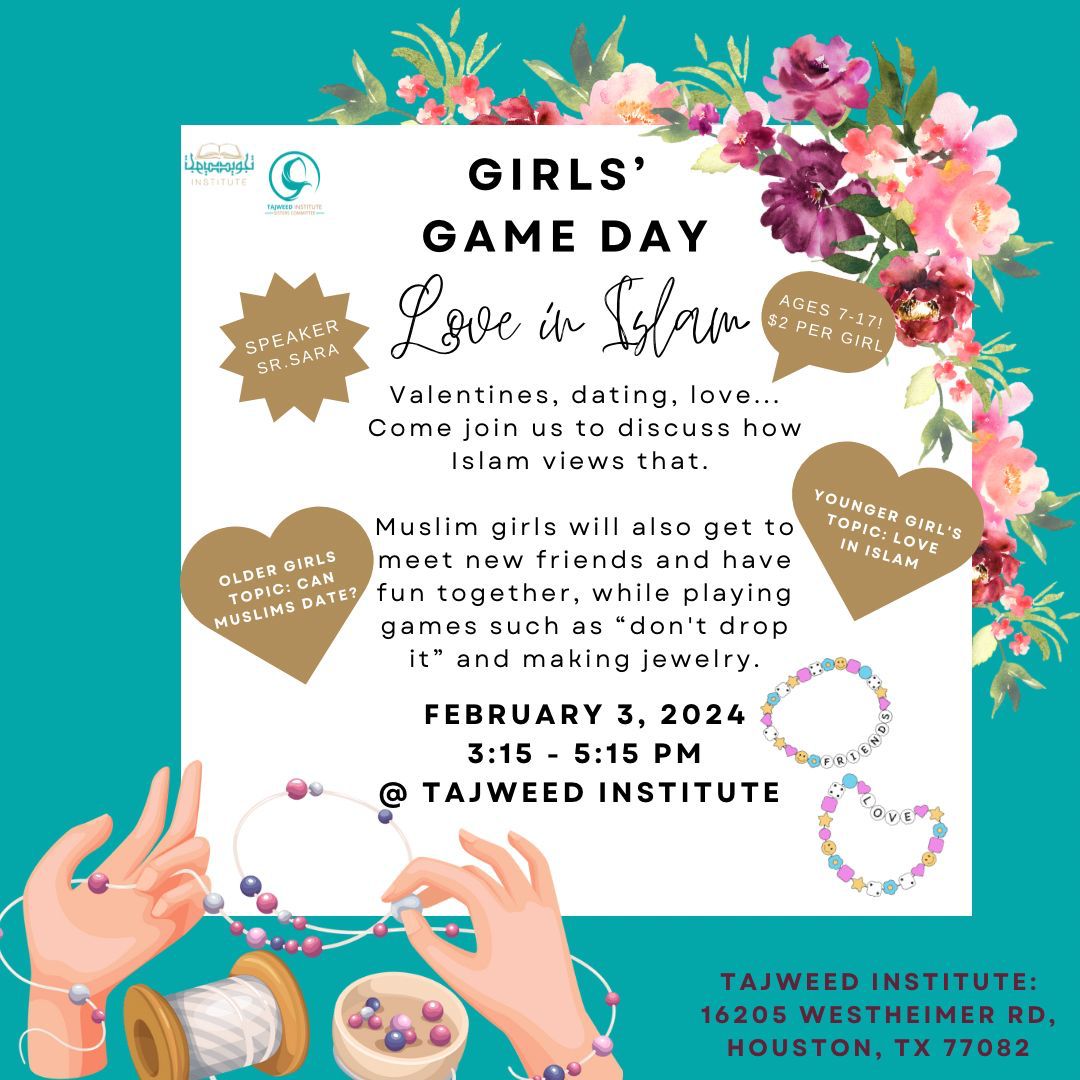 INSTITUTE
TAJWEED INSTITUTE
SISTERS COMMITTEE
GIRLS’
GAME DAY
Love in Islam
SPEAKER
SR.SARA
AGES 7-17!
$2 PER GIRL
Valentines, dating, love...
Come join us to discuss how
Islam views that.
YOUNGER GIRL'S
TOPIC: LOVE
IN ISLAM
OLDER GIRLS
TOPIC: CAN
MUSLIMS DATE?
Muslim girls will also get to
meet new friends and have
fun together, while playing
games such as “don't drop
it” and making jewelry.
FEBRUARY 3, 2024
3:15 - 5:15 PM
@ TAJWEED INSTITUTE
FRIENDS
LOVE
TAJWEED INSTITUTE:
16205 WESTHEIMER RD,
HOUSTON, TX 77082